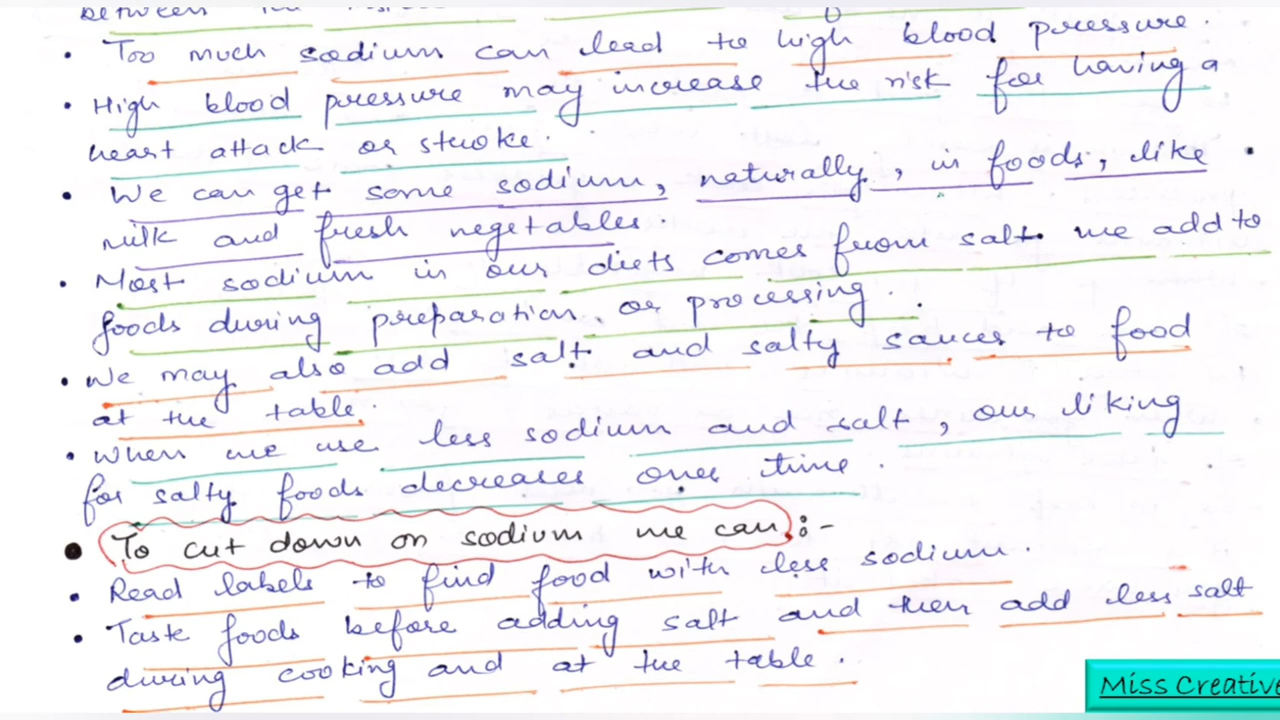 between the
• Too much sodium can lead to high blood pressure.
• High blood pressure may increase the risk for having a
heart attack or stroke.
• We can get some sodium, naturally, in foods, like
milk and fresh vegetables.
• Most sodium in our diets comes from salt we add to
foods during preparation or processing.
• We may also add salt and salty sauces to food
at the table.
• When we use less sodium and salt, our liking
for salty foods decreases over time.
• To cut down on sodium we can :-
• Read labels to find food with less sodium.
• Taste foods before adding salt and then add less salt
during cooking and at the table.
Miss Creative